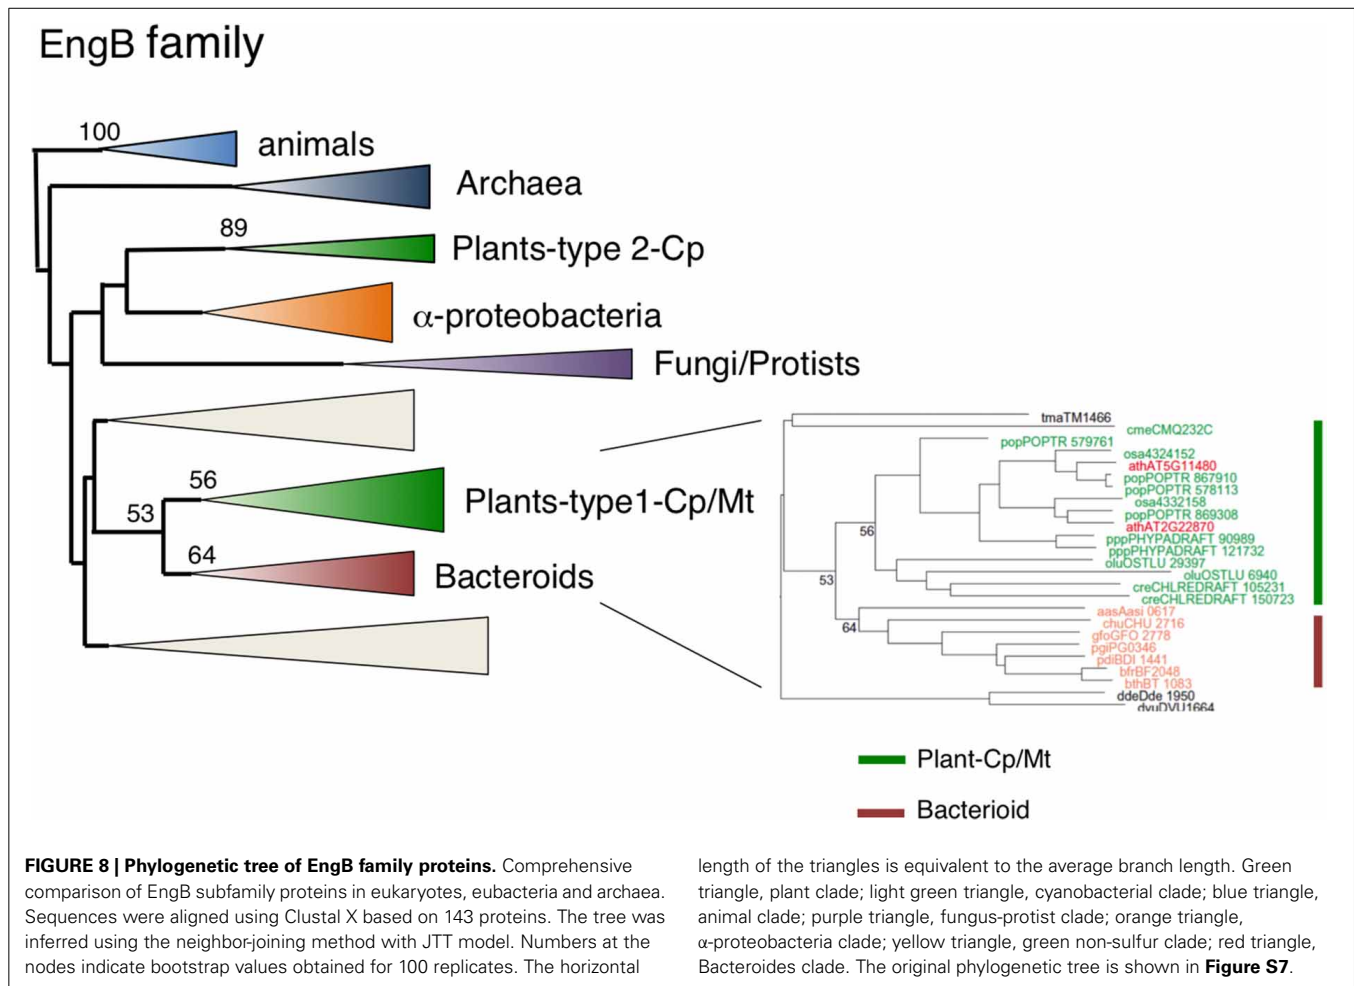 EngB family
100
animals
Archaea
89
Plants-type 2-Cp
α-proteobacteria
Fungi/Protists
56
Plants-type1-Cp/Mt
53
64
Bacteroids
tmaTM1466
cmeCMQ232C
popPOPTR 579761
osa4324152
athAT5G11480
popPOPTR 867910
popPOPTR 578113
osa4332158
popPOPTR 869308
athAT2G22870
56
pppPHYPADRAFT 90989
pppPHYPADRAFT 121732
oluOSTLU 29397
oluOSTLU 6940
53
creCHLREDRAFT 105231
creCHLREDRAFT 150723
aasAasi 0617
chuCHU 2716
64
gfoGFO 2778
pgiPG0346
pdiBDI 1441
bfrBF2048
bthBT 1083
ddeDde 1950
dvuDVU1664
Plant-Cp/Mt
Bacterioid
FIGURE 8 | Phylogenetic tree of EngB family proteins. Comprehensive
comparison of EngB subfamily proteins in eukaryotes, eubacteria and archaea.
Sequences were aligned using Clustal X based on 143 proteins. The tree was
inferred using the neighbor-joining method with JTT model. Numbers at the
nodes indicate bootstrap values obtained for 100 replicates. The horizontal
length of the triangles is equivalent to the average branch length. Green
triangle, plant clade; light green triangle, cyanobacterial clade; blue triangle,
animal clade; purple triangle, fungus-protist clade; orange triangle,
α-proteobacteria clade; yellow triangle, green non-sulfur clade; red triangle,
Bacteroides clade. The original phylogenetic tree is shown in Figure S7.